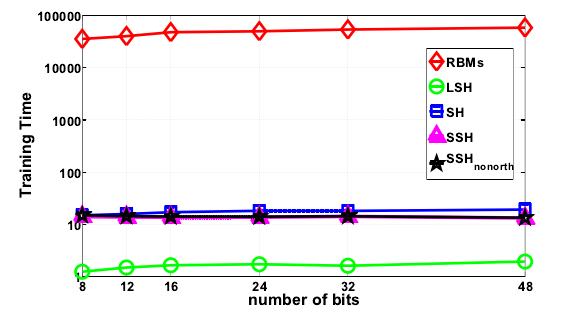 100000
10000
1000
100
10
Training Time
RBMs
LSH
SH
SSH
SSH nonorth
8 12 16 24 32 48
number of bits